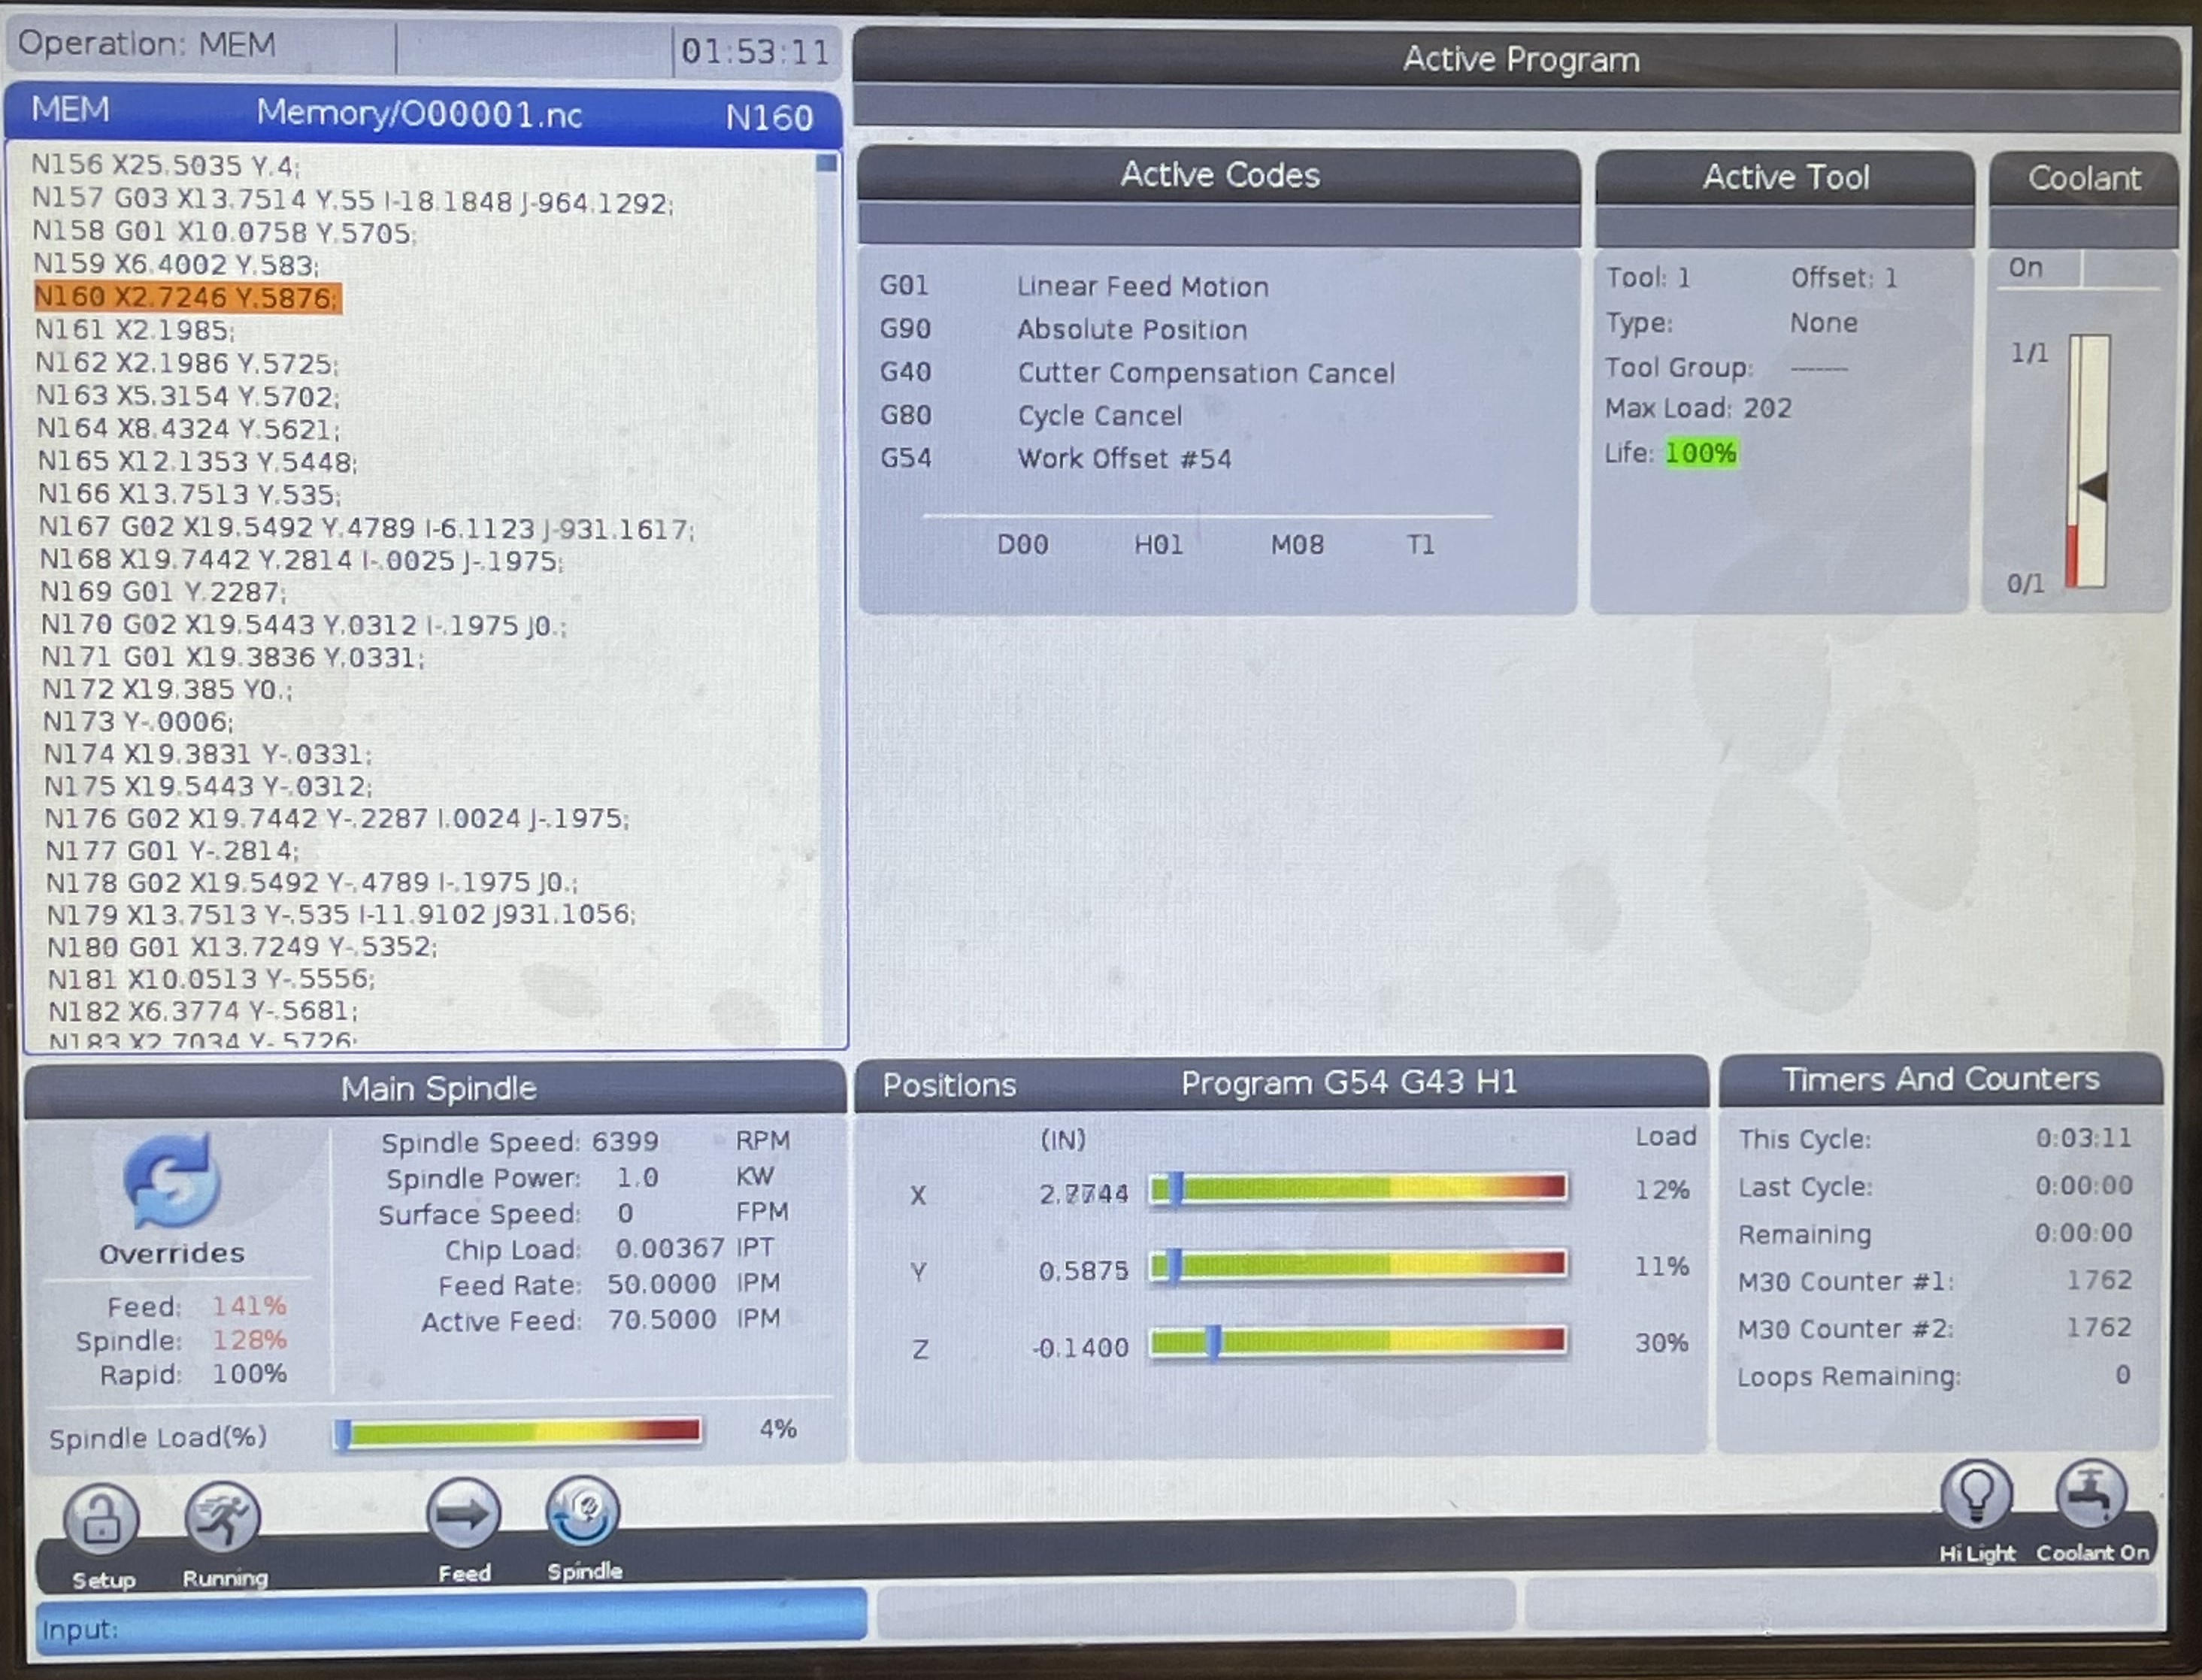 Operation: MEM 01:53:11
MEM Memory/O00001.nc N160
N156 X25.5035 Y.4;
N157 G03 X13.7514 Y.55 I-18.1848 J-964.1292;
N158 G01 X10.0758 Y.5705;
N159 X6.4002 Y.583;
N160 X2.7246 Y.5876;
N161 X2.1985;
N162 X2.1986 Y.5725;
N163 X5.3154 Y.5702;
N164 X8.4324 Y.5621;
N165 X12.1353 Y.5448;
N166 X13.7513 Y.535;
N167 G02 X19.5492 Y.4789 I-6.1123 J-931.1617;
N168 X19.7442 Y.2814 I-.0025 J-.1975;
N169 G01 Y.2287;
N170 G02 X19.5443 Y.0312 I-.1975 J0.;
N171 G01 X19.3836 Y.0331;
N172 X19.385 Y0.;
N173 Y-.0006;
N174 X19.3831 Y-.0331;
N175 X19.5443 Y-.0312;
N176 G02 X19.7442 Y-.2287 I.0024 J-.1975;
N177 G01 Y-.2814;
N178 G02 X19.5492 Y-.4789 I-.1975 J0.;
N179 X13.7513 Y-.535 I-11.9102 J931.1056;
N180 G01 X13.7249 Y-.5352;
N181 X10.0513 Y-.5556;
N182 X6.3774 Y-.5681;
N183 X2.7034 Y-.5726;
Active Program
Active Codes
G01 Linear Feed Motion
G90 Absolute Position
G40 Cutter Compensation Cancel
G80 Cycle Cancel
G54 Work Offset #54
D00 H01 M08 T1
Active Tool
Tool: 1 Offset: 1
Type: None
Tool Group: ------
Max Load: 202
Life: 100%
Coolant
On
1/1
0/1
Main Spindle
Overrides
Feed: 141%
Spindle: 128%
Rapid: 100%
Spindle Speed: 6399 RPM
Spindle Power: 1.0 KW
Surface Speed: 0 FPM
Chip Load: 0.00367 IPT
Feed Rate: 50.0000 IPM
Active Feed: 70.5000 IPM
Spindle Load(%) 4%
Positions Program G54 G43 H1
(IN) Load
X 12%
Y 0.5875 11%
Z -0.1400 30%
Timers And Counters
This Cycle: 0:03:11
Last Cycle: 0:00:00
Remaining 0:00:00
M30 Counter #1: 1762
M30 Counter #2: 1762
Loops Remaining: 0
Setup Running Feed Spindle Hi Light Coolant On
Input: